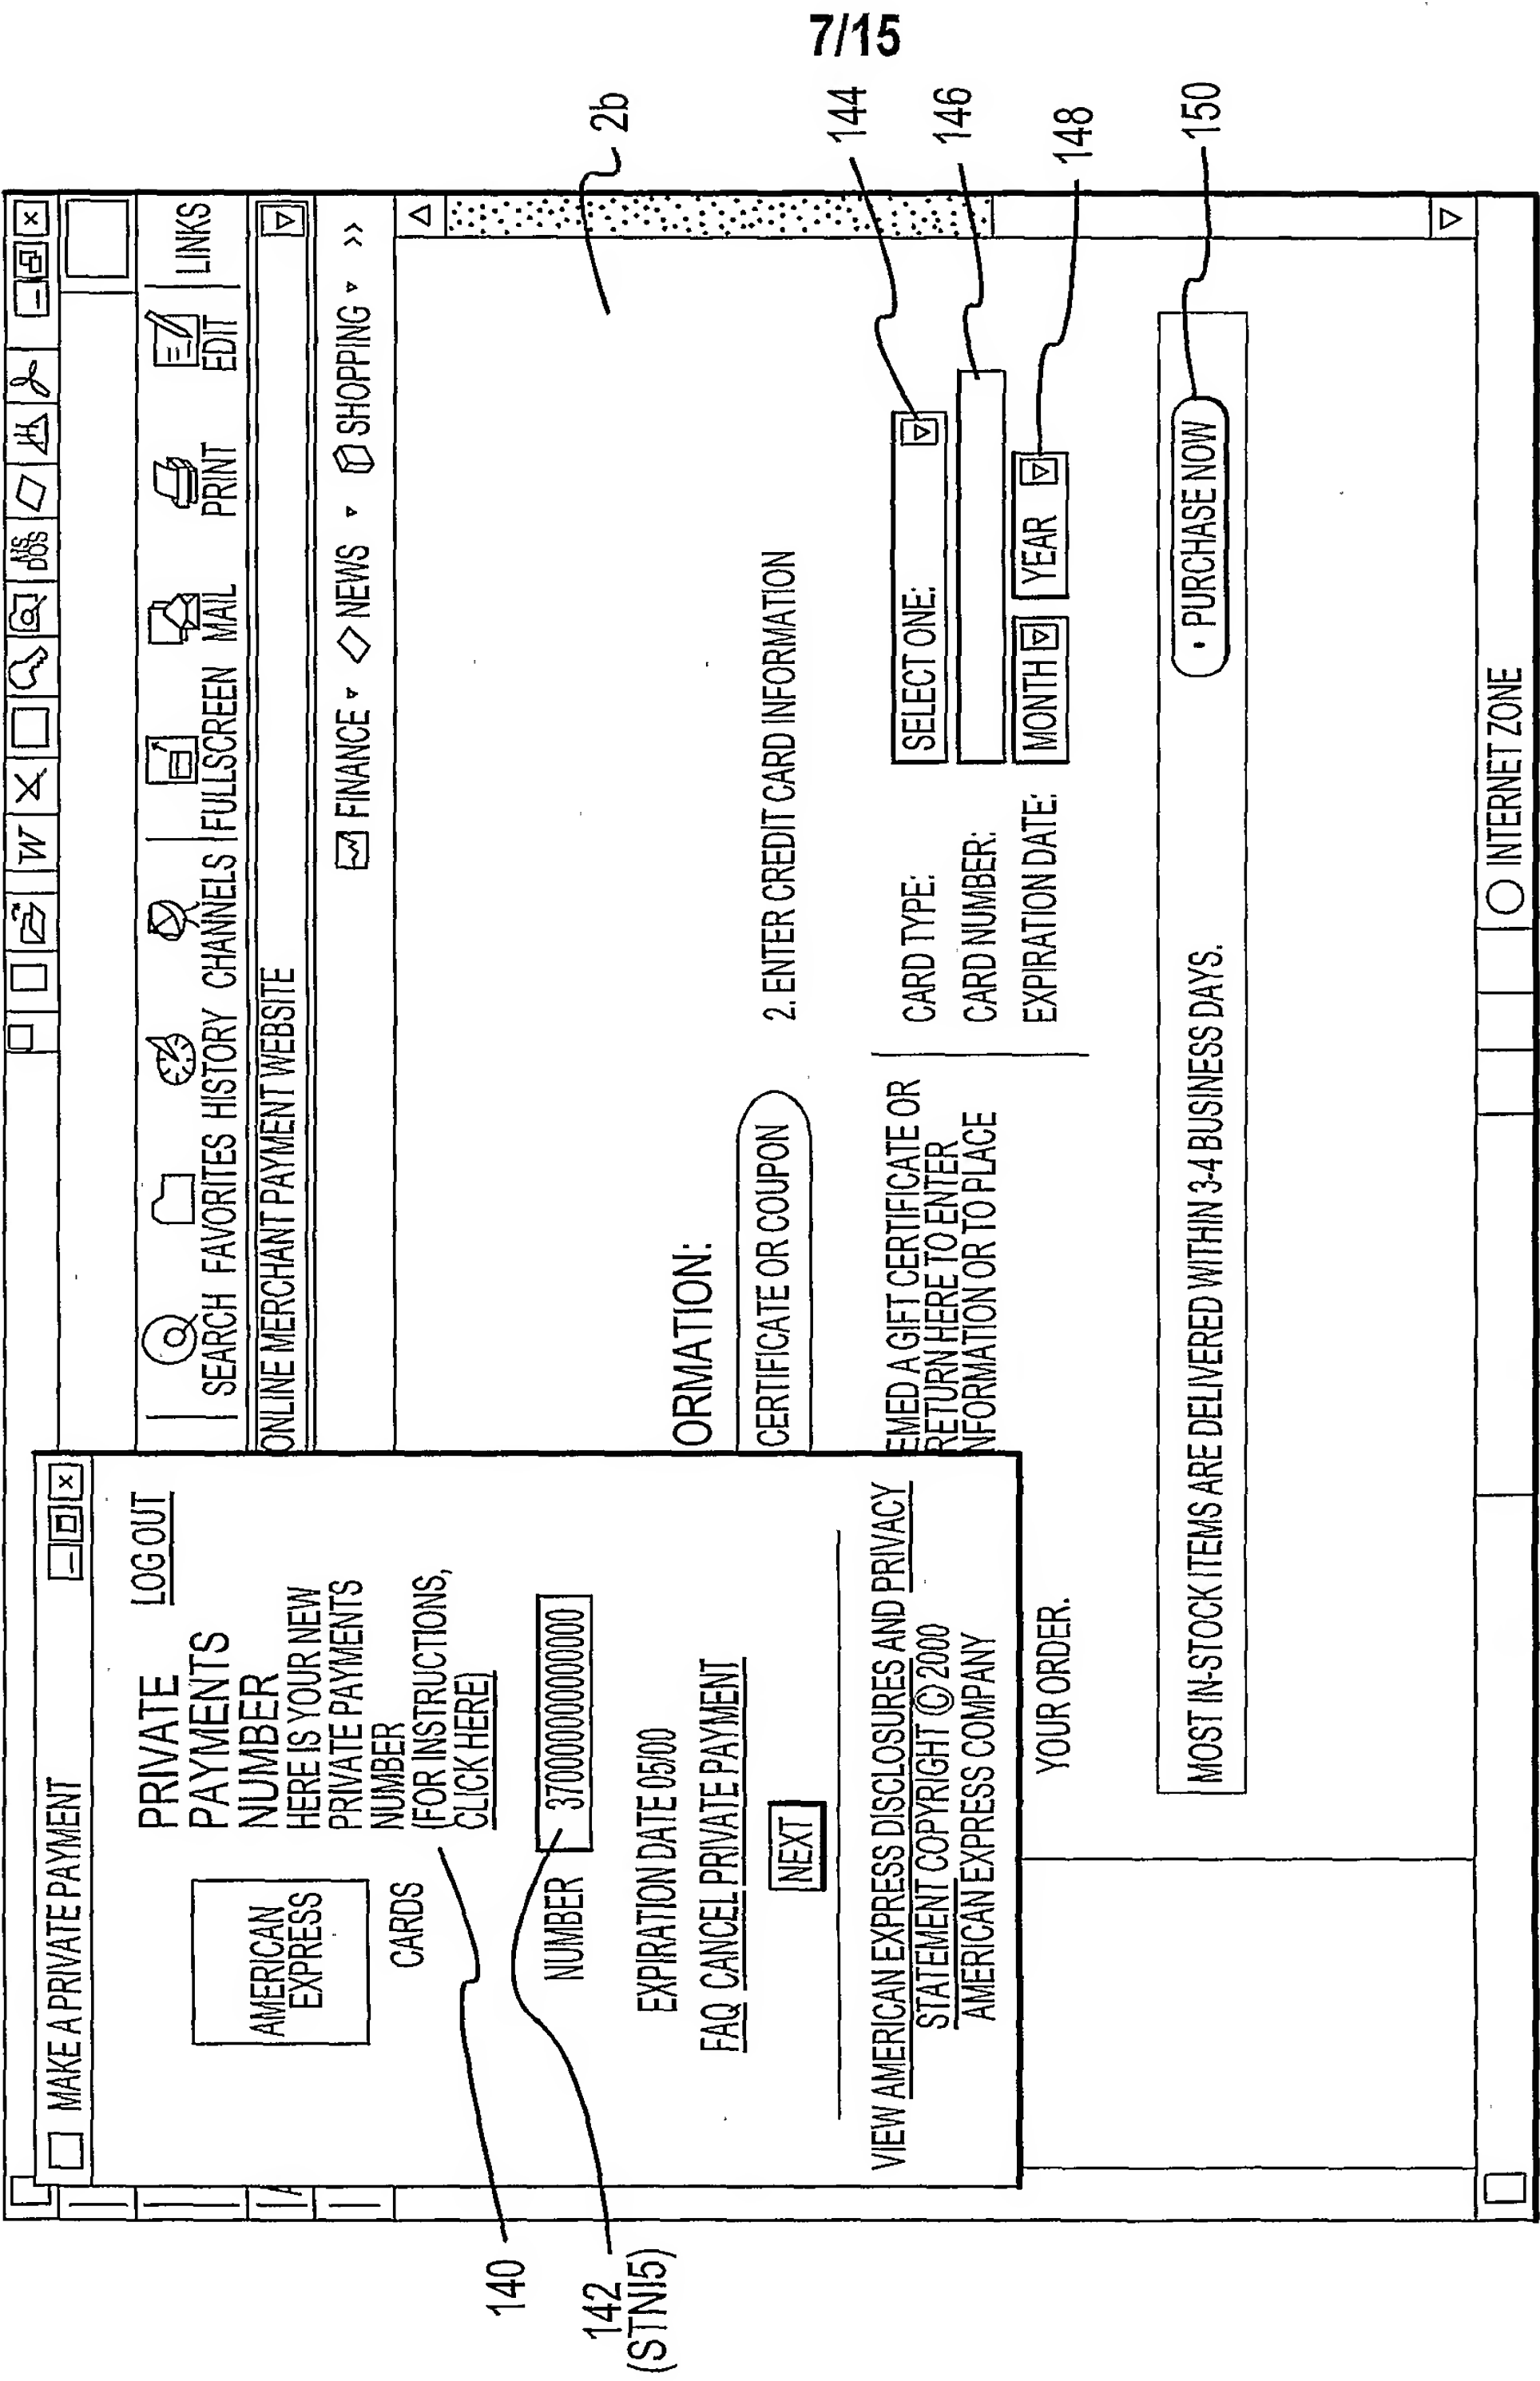 7/15
LINKS
SEARCH FAVORITES HISTORY CHANNELS FULLSCREEN MAIL PRINT EDIT
MS
DOS
W
ONLINE MERCHANT PAYMENT WEBSITE
FINANCE NEWS SHOPPING >>
2b
MAKE A PRIVATE PAYMENT
LOG OUT
AMERICAN
EXPRESS
CARDS
PRIVATE
PAYMENTS
NUMBER
HERE IS YOUR NEW
PRIVATE PAYMENTS
NUMBER
(FOR INSTRUCTIONS,
CLICK HERE)
NUMBER
EXPIRATION DATE 05/00
FAQ CANCEL PRIVATE PAYMENT
NEXT
VIEW AMERICAN EXPRESS DISCLOSURES AND PRIVACY
STATEMENT COPYRIGHT © 2000
AMERICAN EXPRESS COMPANY
140
142
(STNI5)
ORMATION:
CERTIFICATE OR COUPON
EMED A GIFT CERTIFICATE OR
RETURN HERE TO ENTER
NFORMATION OR TO PLACE
YOUR ORDER.
2. ENTER CREDIT CARD INFORMATION
CARD TYPE: SELECT ONE:
144
CARD NUMBER:
146
EXPIRATION DATE: MONTH YEAR
148
MOST IN-STOCK ITEMS ARE DELIVERED WITHIN 3-4 BUSINESS DAYS. • PURCHASE NOW
150
INTERNET ZONE